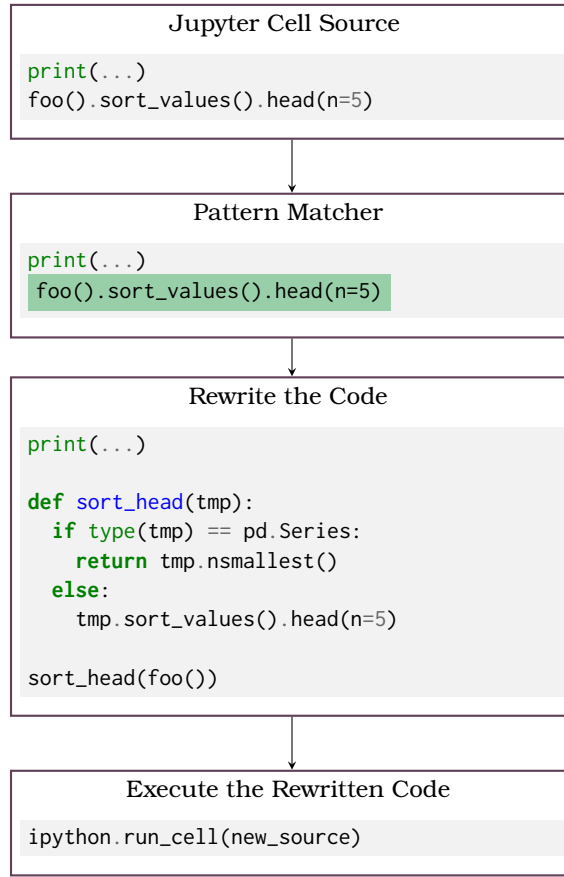 Jupyter Cell Source
print(...)
foo().sort_values().head(n=5)
Pattern Matcher
print(...)
foo().sort_values().head(n=5)
Rewrite the Code
print(...)
def sort_head(tmp):
  if type(tmp) == pd.Series:
    return tmp.nsmallest()
  else:
    tmp.sort_values().head(n=5)
sort_head(foo())
Execute the Rewritten Code
ipython.run_cell(new_source)